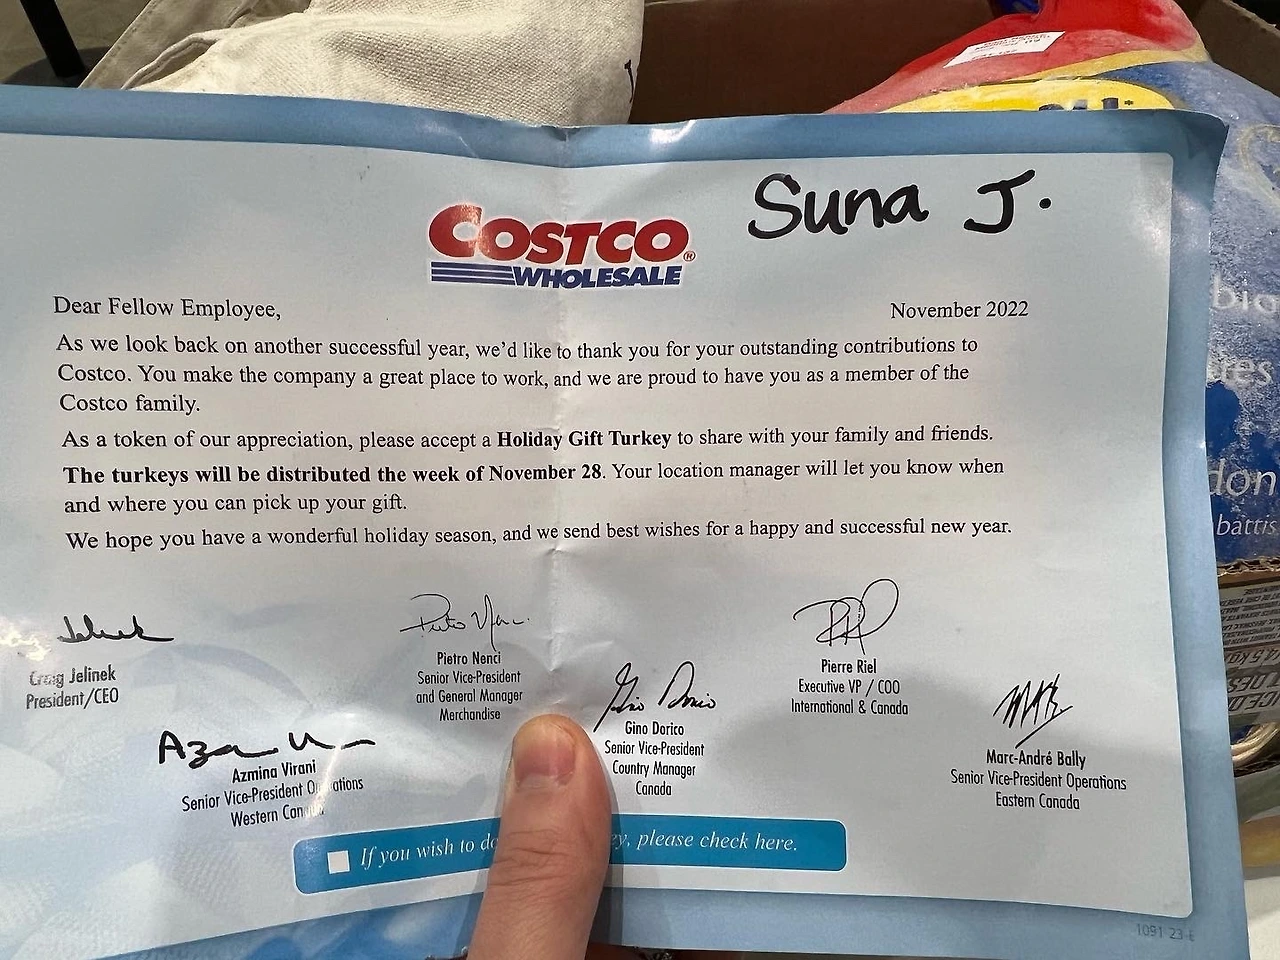 Suna J.
COSTCO
WHOLESALE
Dear Fellow Employee,
November 2022
As we look back on another successful year, we'd like to thank you for your outstanding contributions to
Costco. You make the company a great place to work, and we are proud to have you as a member of the
Costco family.
As a token of our appreciation, please accept a Holiday Gift Turkey to share with your family and friends.
The turkeys will be distributed the week of November 28. Your location manager will let you know when
and where you can pick up your gift.
We hope you have a wonderful holiday season, and we send best wishes for a happy and successful new year.
Craig Jelinek
President/CEO
Azmina Virani
Senior Vice-President
Western
Pietro Nenci
Senior Vice-President
and General Manager
Merchandise
Gino Dorico
Senior Vice-President
Country Manager
Canada
Pierre Riel
Executive VP / COO
International & Canada
Marc-André Bally
Senior Vice-President Operations
Eastern Canada
If you wish to please check here.
1091 23-E